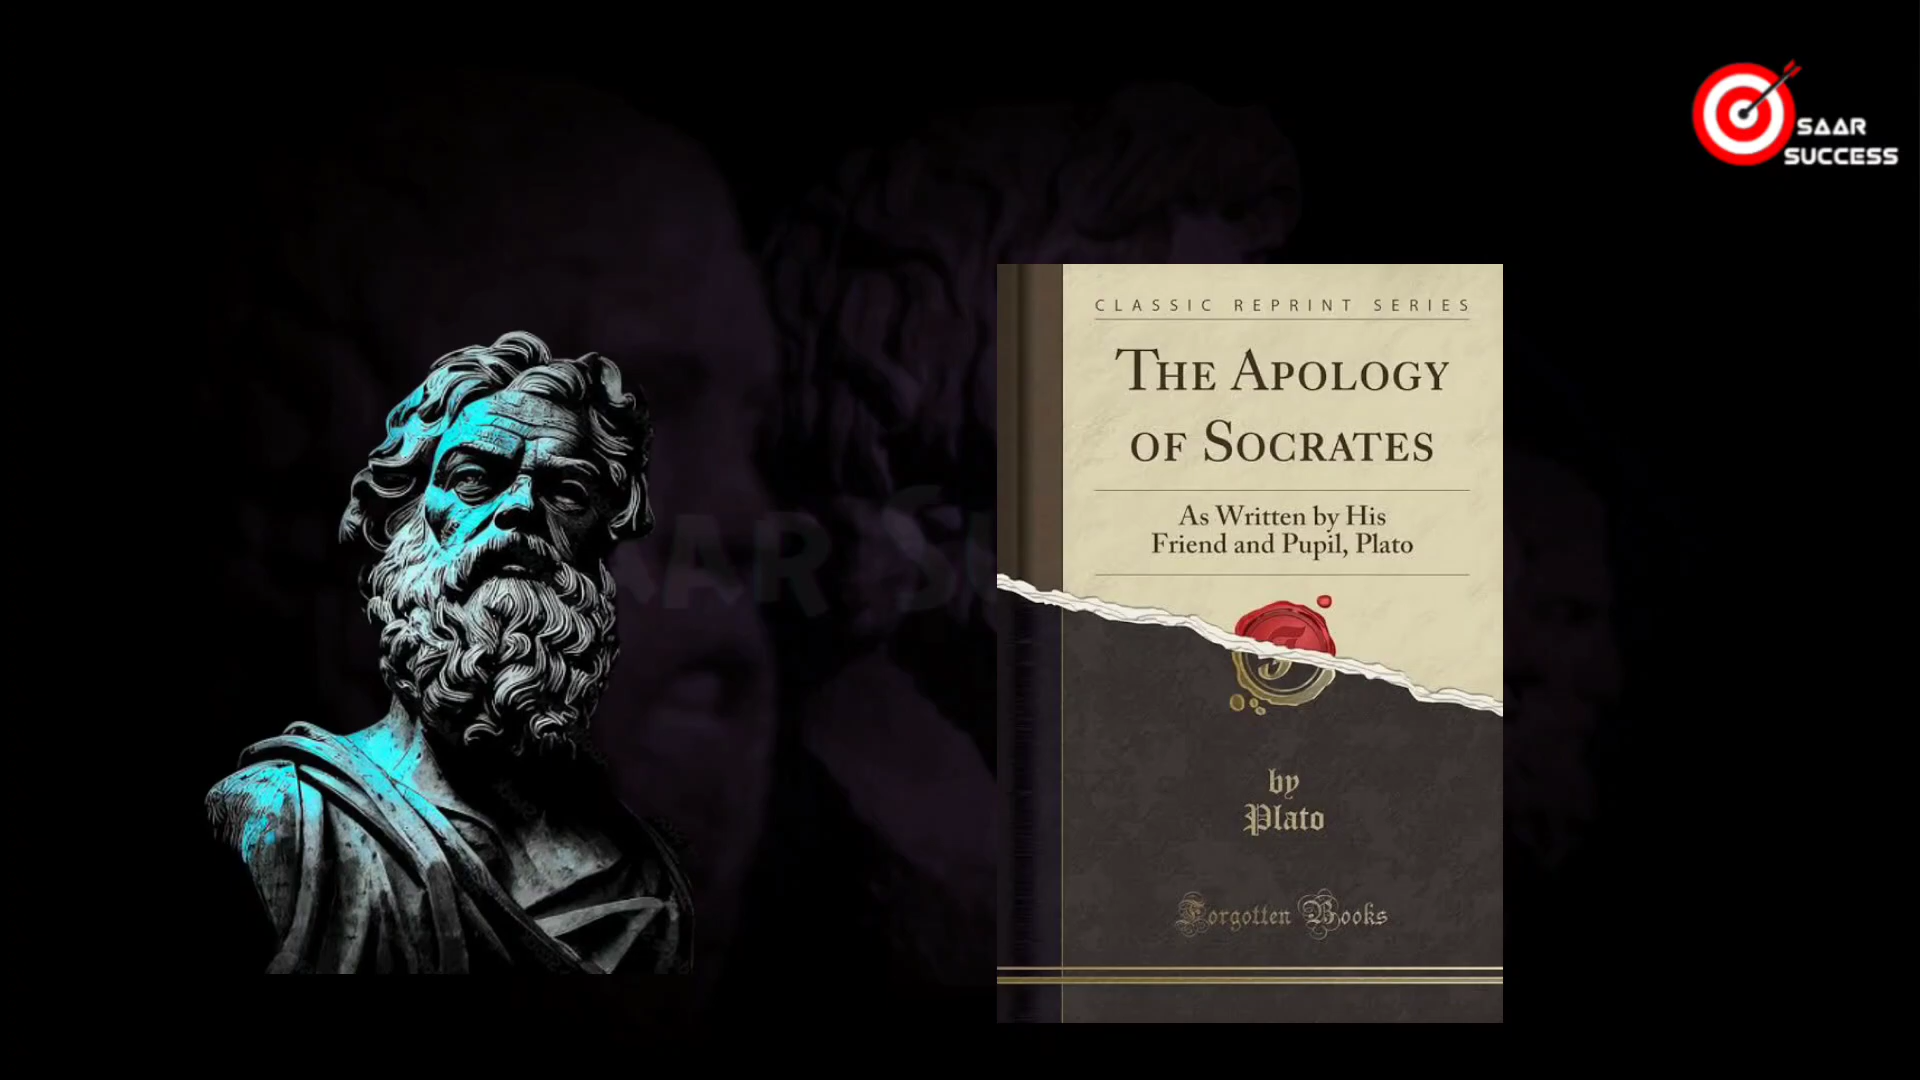 SAAR
SUCCESS
CLASSIC REPRINT SERIES
THE APOLOGY
OF SOCRATES
As Written by His
Friend and Pupil, Plato
by
Plato
Forgotten Books